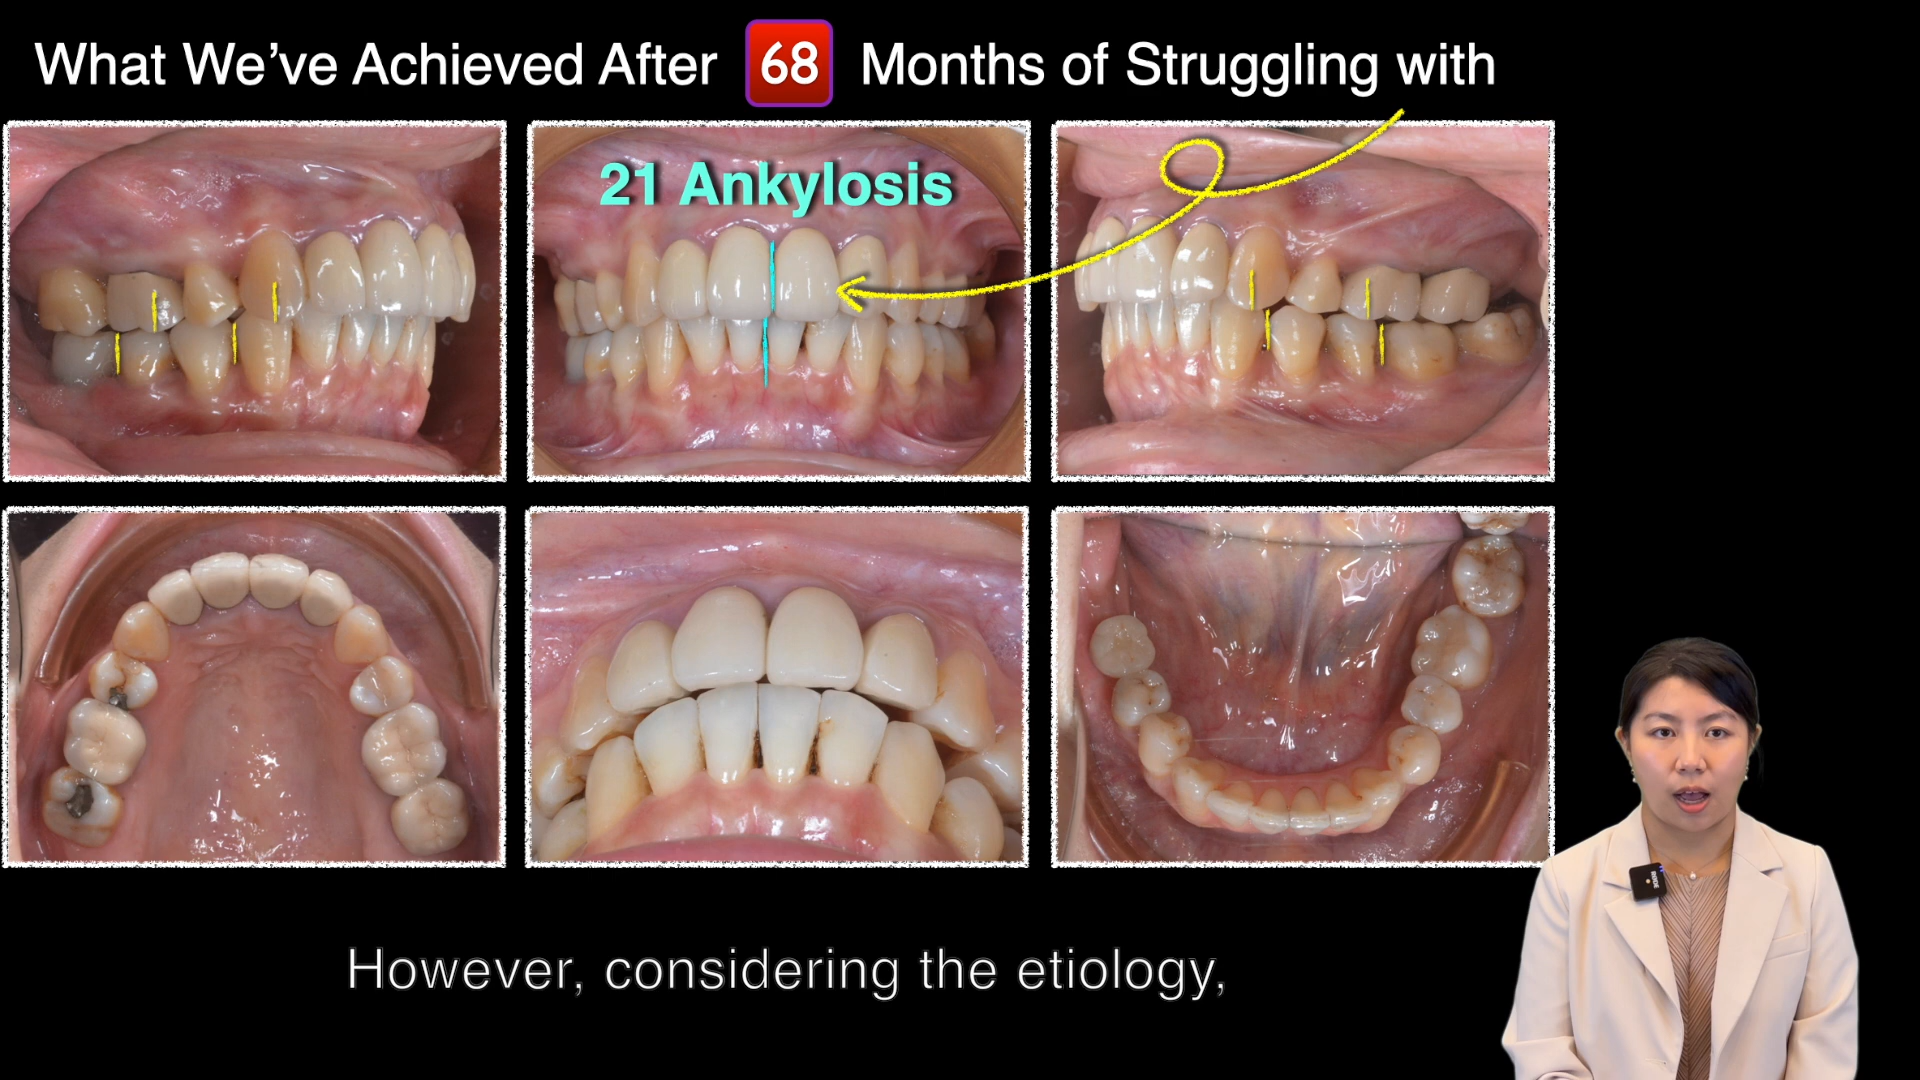 What We’ve Achieved After 68 Months of Struggling with
21 Ankylosis
However, considering the etiology,